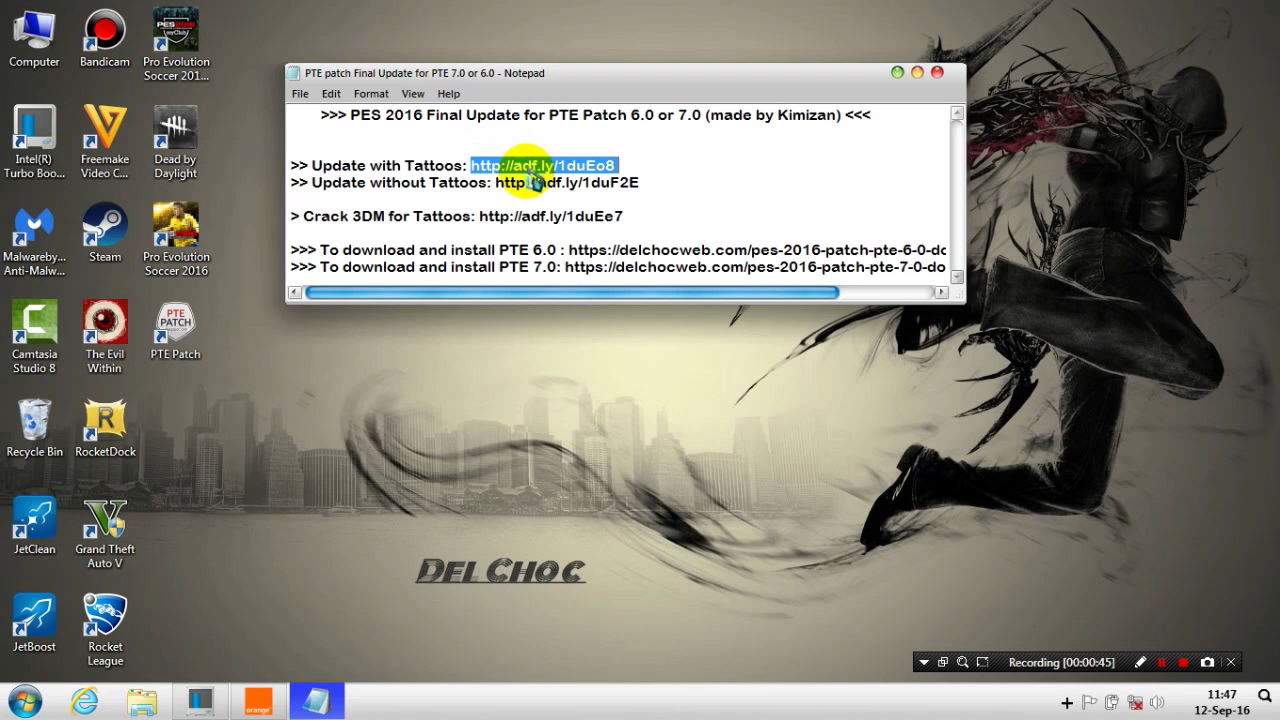 Computer
Bandicam
Pro Evolution
Soccer 201...
Intel(R)
Turbo Boo...
Freemake
Video C...
Dead by
Daylight
Malwareby...
Anti-Malw...
Steam
Pro Evolution
Soccer 2016
Camtasia
Studio 8
The Evil
Within
PTE
PATCH
PTE Patch
Recycle Bin
RocketDock
JetClean
Grand Theft
Auto V
JetBoost
Rocket
League
PTE patch Final Update for PTE 7.0 or 6.0 - Notepad
File Edit Format View Help
>>> PES 2016 Final Update for PTE Patch 6.0 or 7.0 (made by Kimizan) <<<
>> Update with Tattoos: http://adf.ly/1duEo8
>> Update without Tattoos: http://adf.ly/1duF2E
> Crack 3DM for Tattoos: http://adf.ly/1duEe7
>>> To download and install PTE 6.0 : https://delchocweb.com/pes-2016-patch-pte-6-0-do
>>> To download and install PTE 7.0: https://delchocweb.com/pes-2016-patch-pte-7-0-do
DEL CHOC
Recording [00:00:45]
orange
11:47
12-Sep-16